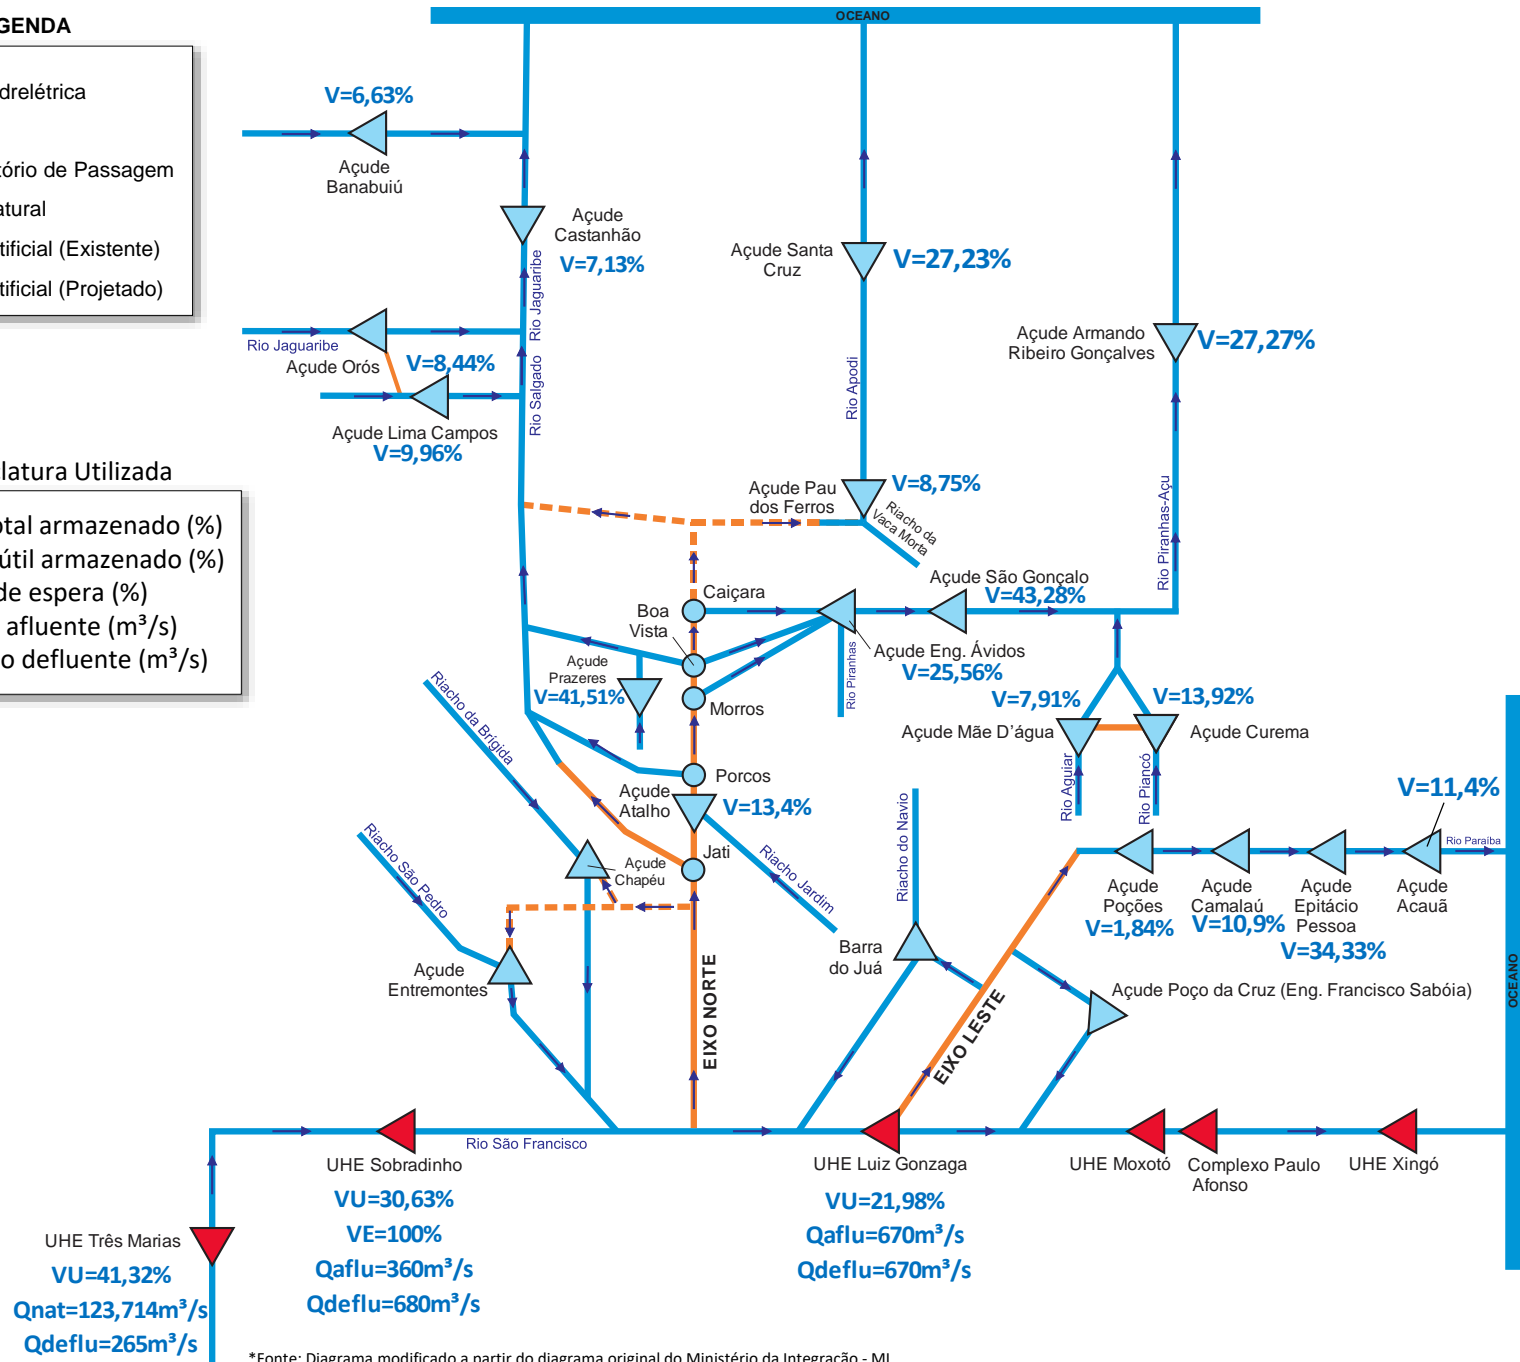 GENDA
drelétrica
tório de Passagem
atural
tificial (Existente)
tificial (Projetado)
latura Utilizada
otal armazenado (%)
útil armazenado (%)
de espera (%)
afluente (m³/s)
o defluente (m³/s)
OCEANO
V=6,63%
Açude
Banabuiú
Açude
Castanhão
V=7,13%
Rio Jaguaribe
Rio Jaguaribe
Açude Orós
V=8,44%
Rio Salgado
Açude Lima Campos
V=9,96%
Açude Santa
Cruz
V=27,23%
Rio Apodi
Açude Armando
Ribeiro Gonçalves
V=27,27%
Rio Piranhas-Açu
Açude Pau
dos Ferros
V=8,75%
Riacho da
Vaca Morta
Caiçara
Boa
Vista
Morros
Açude São Gonçalo
V=43,28%
Açude Eng. Ávidos
V=25,56%
Rio Piranhas
Açude
Prazeres
V=41,51%
Riacho da Brígida
Porcos
Açude
Atalho
V=13,4%
Jati
Riacho Jardim
Açude
Chapéu
Riacho São Pedro
Açude
Entremontes
EIXO NORTE
V=7,91%
V=13,92%
Açude Mãe D'água
Açude Curema
Rio Aguiar
Rio Piancó
Riacho do Navio
Barra
do Juá
EIXO LESTE
V=11,4%
Rio Paraíba
Açude
Poções
V=1,84%
Açude
Camalaú
V=10,9%
Açude
Epitácio
Pessoa
V=34,33%
Açude
Acauã
Açude Poço da Cruz (Eng. Francisco Sabóia)
OCEANO
Rio São Francisco
UHE Sobradinho
VU=30,63%
VE=100%
Qaflu=360m³/s
Qdeflu=680m³/s
UHE Luiz Gonzaga
VU=21,98%
Qaflu=670m³/s
Qdeflu=670m³/s
UHE Moxotó
Complexo Paulo
Afonso
UHE Xingó
UHE Três Marias
VU=41,32%
Qnat=123,714m³/s
Qdeflu=265m³/s
*Fonte: Diagrama modificado a partir do diagrama original do Ministério da Integração - MI